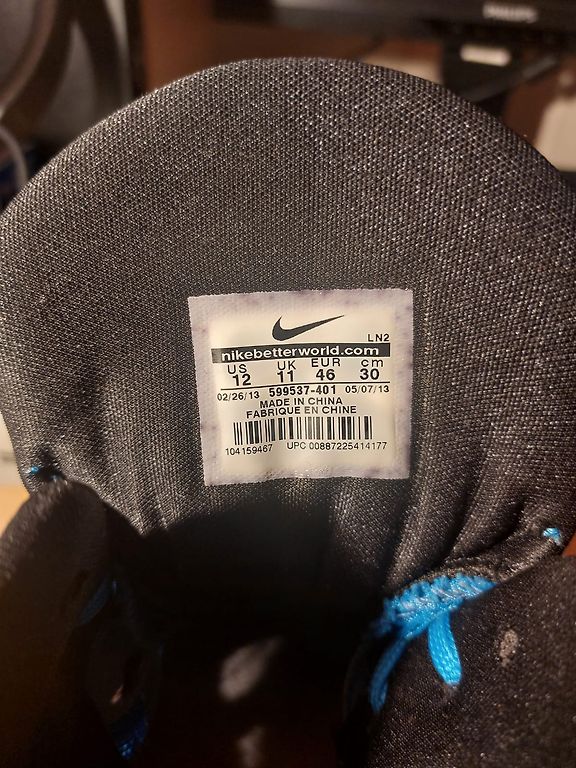 PHILIPS
LN2
nikebetterworld.com
US UK EUR cm
12 11 46 30
02/26/13 599537-401 05/07/13
MADE IN CHINA
FABRIQUE EN CHINE
104159467 UPC 00887225414177